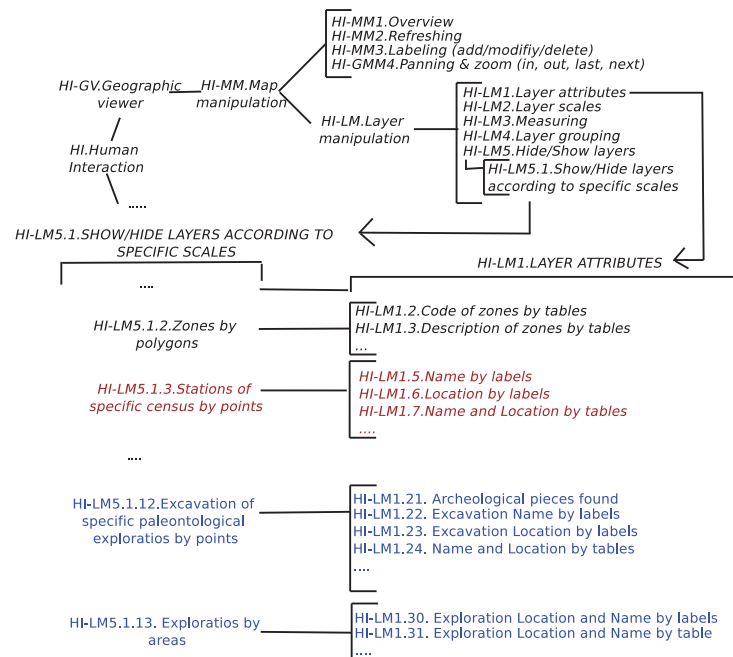 HI-MM1.Overview
HI-MM2.Refreshing
HI-MM3.Labeling (add/modifiy/delete)
HI-GMM4.Panning & zoom (in, out, last, next)
HI-GV.Geographic
viewer
HI-MM.Map
manipulation
HI-LM.Layer
manipulation
HI-LM1.Layer attributes
HI-LM2.Layer scales
HI-LM3.Measuring
HI-LM4.Layer grouping
HI-LM5.Hide/Show layers
HI-LM5.1.Show/Hide layers
according to specific scales
HI.Human
Interaction
.....
HI-LM5.1.SHOW/HIDE LAYERS ACCORDING TO
SPECIFIC SCALES
HI-LM1.LAYER ATTRIBUTES
....
HI-LM5.1.2.Zones by
polygons
HI-LM1.2.Code of zones by tables
HI-LM1.3.Description of zones by tables
...
HI-LM5.1.3.Stations of
specific census by points
HI-LM1.5.Name by labels
HI-LM1.6.Location by labels
HI-LM1.7.Name and Location by tables
....
....
HI-LM5.1.12.Excavation of
specific paleontological
exploratios by points
HI-LM1.21. Archeological pieces found
HI-LM1.22. Excavation Name by labels
HI-LM1.23. Excavation Location by labels
HI-LM1.24. Name and Location by tables
....
HI-LM5.1.13. Exploratios by
areas
HI-LM1.30. Exploration Location and Name by labels
HI-LM1.31. Exploration Location and Name by table
....